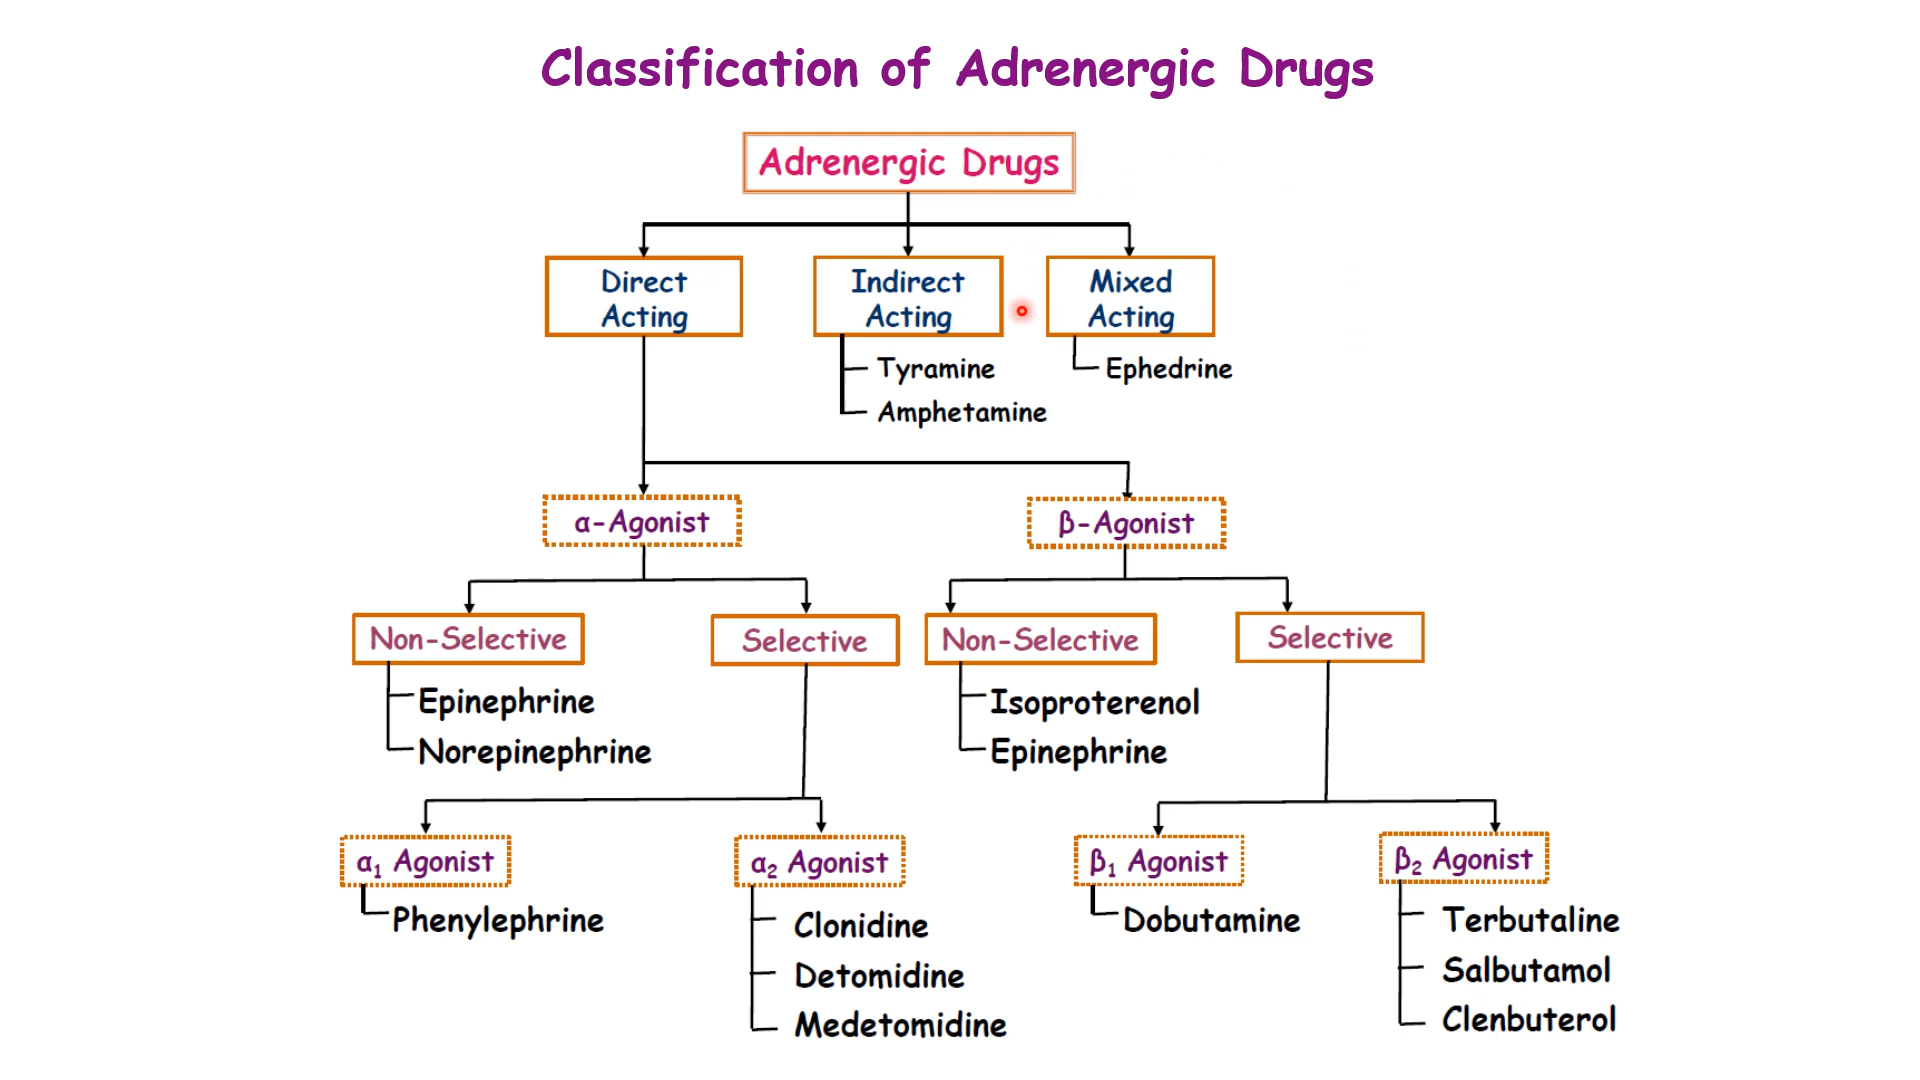 Classification of Adrenergic Drugs
Adrenergic Drugs
Direct
Acting
Indirect
Acting
Mixed
Acting
Tyramine
Amphetamine
Ephedrine
α-Agonist
β-Agonist
Non-Selective
Selective
Non-Selective
Selective
Epinephrine
Norepinephrine
Isoproterenol
Epinephrine
α₁ Agonist
α₂ Agonist
β₁ Agonist
β₂ Agonist
Phenylephrine
Clonidine
Detomidine
Medetomidine
Dobutamine
Terbutaline
Salbutamol
Clenbuterol